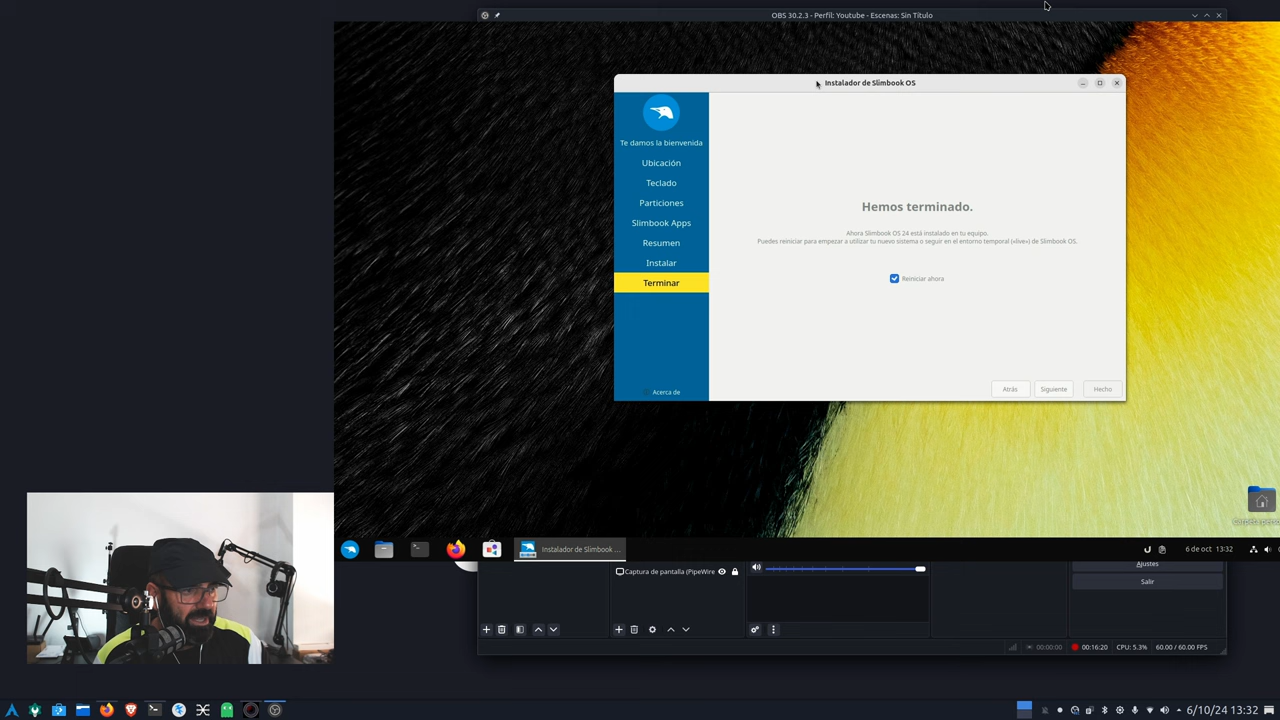 OBS 30.2.3 - Perfil: Youtube - Escenas: Sin Título
Instalador de Slimbook OS
Te damos la bienvenida
Ubicación
Teclado
Particiones
Slimbook Apps
Resumen
Instalar
Terminar
Acerca de
Hemos terminado.
Ahora Slimbook OS 24 está instalado en tu equipo.
Puedes reiniciar para empezar a utilizar tu nuevo sistema o seguir en el entorno temporal («live») de Slimbook OS.
Reiniciar ahora
Atrás
Siguiente
Hecho
Instalador de Slimbook ...
6 de oct 13:32
Captura de pantalla (PipeWire
Ajustes
Salir
00:00:00
00:16:20
CPU: 5.3%
60.00 / 60.00 FPS
6/10/24 13:32